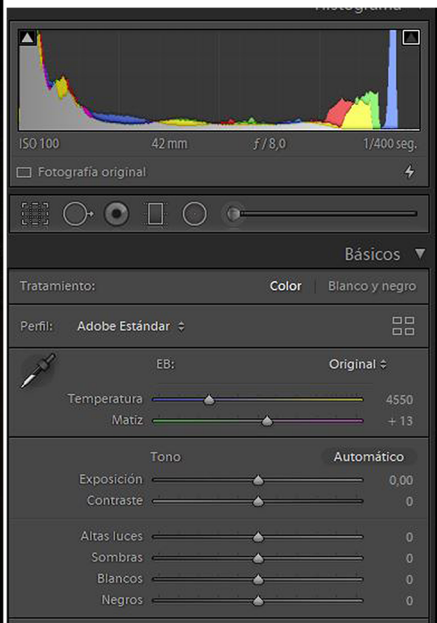 Histograma
ISO 100 42 mm ƒ / 8,0 1/400 seg.
Fotografía original
Básicos
Tratamiento: Color Blanco y negro
Perfil: Adobe Estándar
EB: Original
Temperatura 4550
Matiz + 13
Tono Automático
Exposición 0,00
Contraste 0
Altas luces 0
Sombras 0
Blancos 0
Negros 0